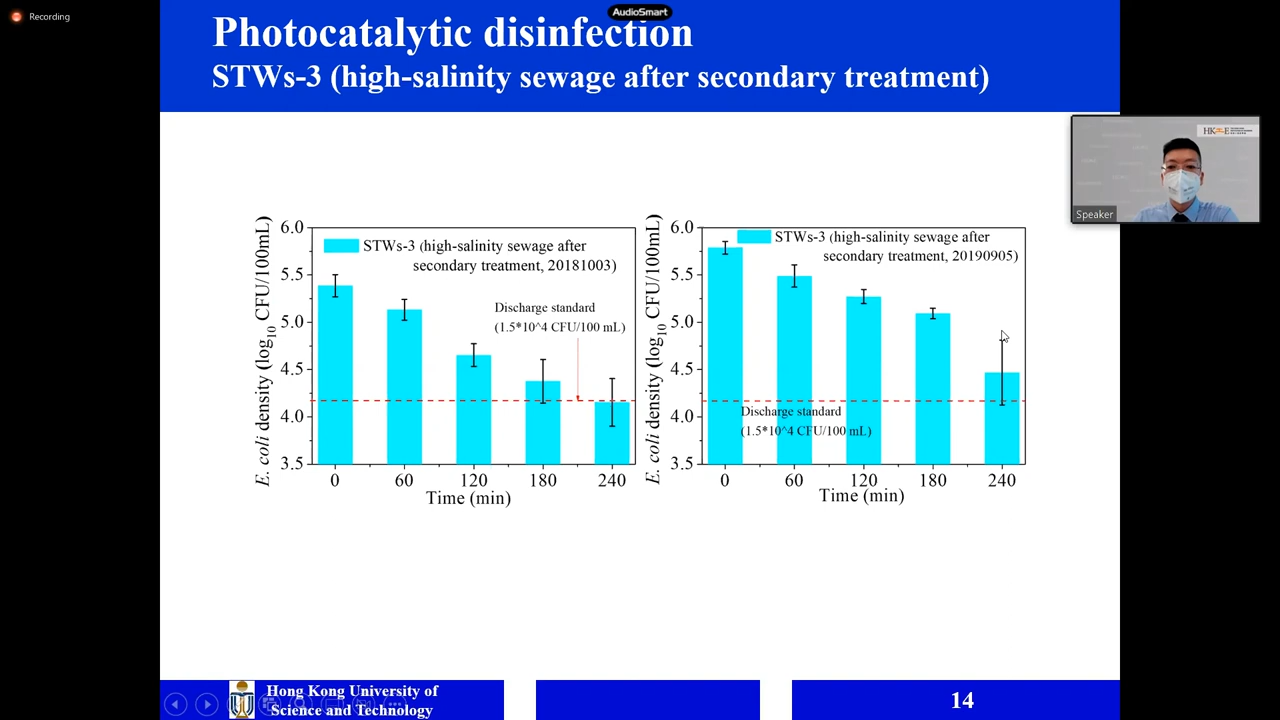 Recording
AudioSmart
Photocatalytic disinfection
STWs-3 (high-salinity sewage after secondary treatment)
HK
Speaker
E. coli density (log10 CFU/100mL)
6.0
5.5
5.0
4.5
4.0
3.5
STWs-3 (high-salinity sewage after
secondary treatment, 20181003)
Discharge standard
(1.5*10^4 CFU/100 mL)
0 60 120 180 240
Time (min)
E. coli density (log10 CFU/100mL)
6.0
5.5
5.0
4.5
4.0
3.5
STWs-3 (high-salinity sewage after
secondary treatment, 20190905)
Discharge standard
(1.5*10^4 CFU/100 mL)
0 60 120 180 240
Time (min)
Hong Kong University of
Science and Technology
14